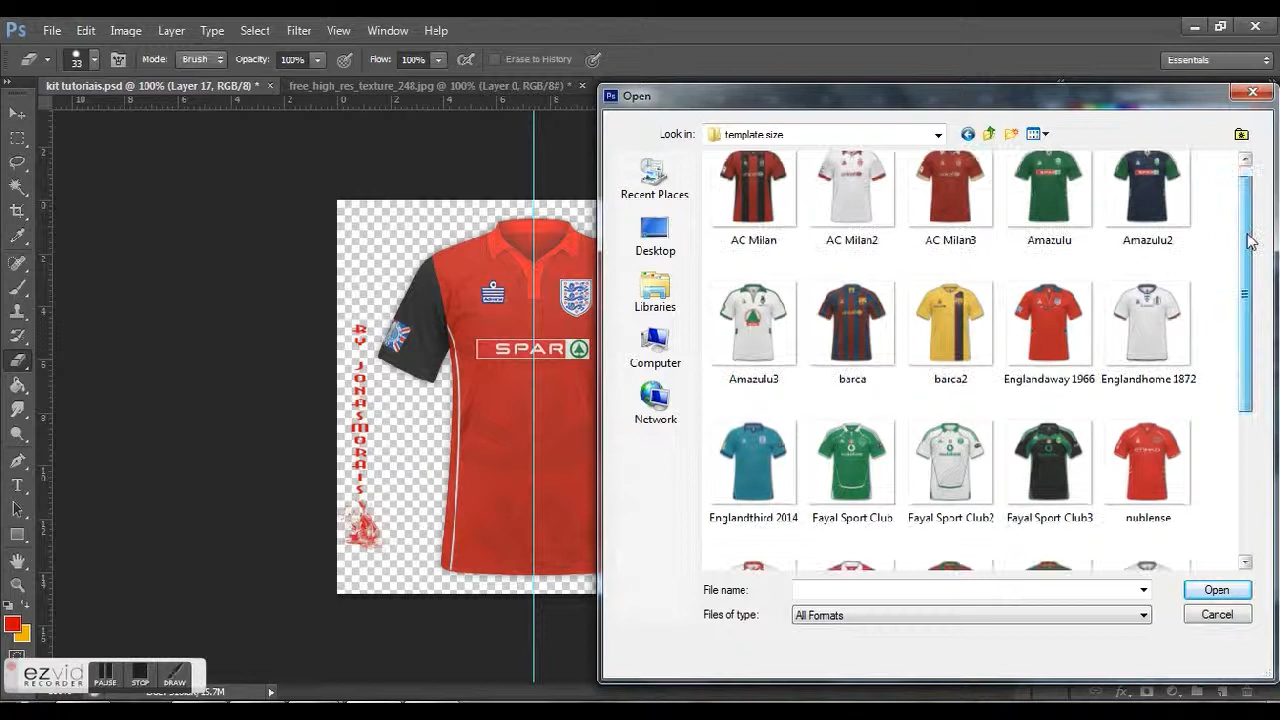 Ps File Edit Image Layer Type Select Filter View Window Help
33 Mode: Brush Opacity: 100% Flow: 100% Erase to History Essentials
kit tutoriais.psd @ 100% (Layer 17, RGB/8) * × free_high_res_texture_248.jpg @ 100% (Layer 0, RGB/8#) * ×
Open
Look in: template size
Recent Places
Desktop
Libraries
Computer
Network
AC Milan AC Milan2 AC Milan3 Amazulu Amazulu2
Amazulu3 barca barca2 Englandaway 1966 Englandhome 1872
Englandthird 2014 Fayal Sport Club Fayal Sport Club2 Fayal Sport Club3 nublense
File name: Open
Files of type: All Formats Cancel
SPAR
BY JONASMORAIS
ezvid
RECORDER
PAUSE STOP DRAW